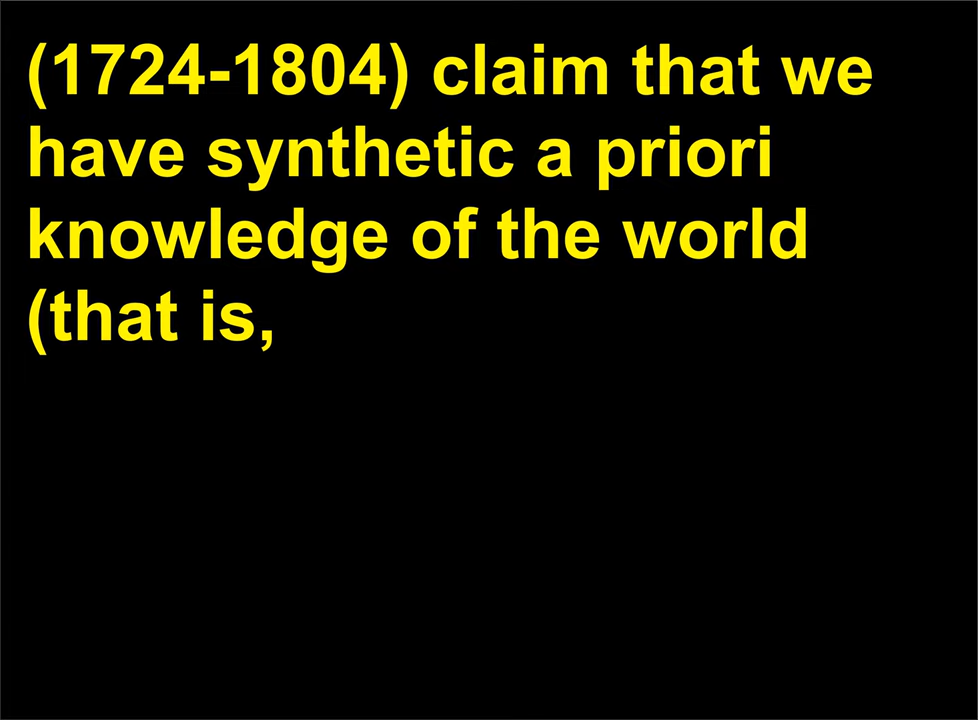 (1724-1804) claim that we
have synthetic a priori
knowledge of the world
(that is,